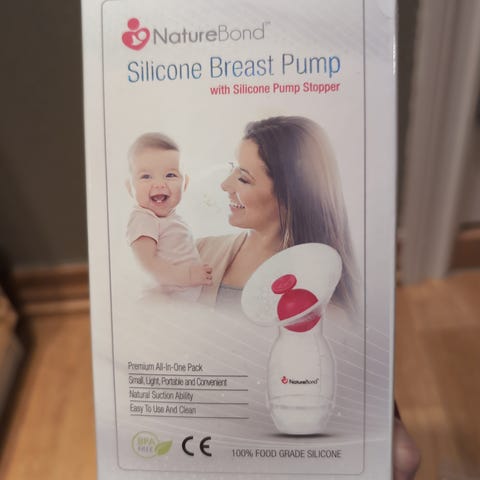 NatureBond™
Silicone Breast Pump
with Silicone Pump Stopper
NatureBond
Premium All-In-One Pack
Small, Light, Portable and Convenient
Natural Suction Ability
Easy To Use And Clean
BPA
FREE
CE
100% FOOD GRADE SILICONE